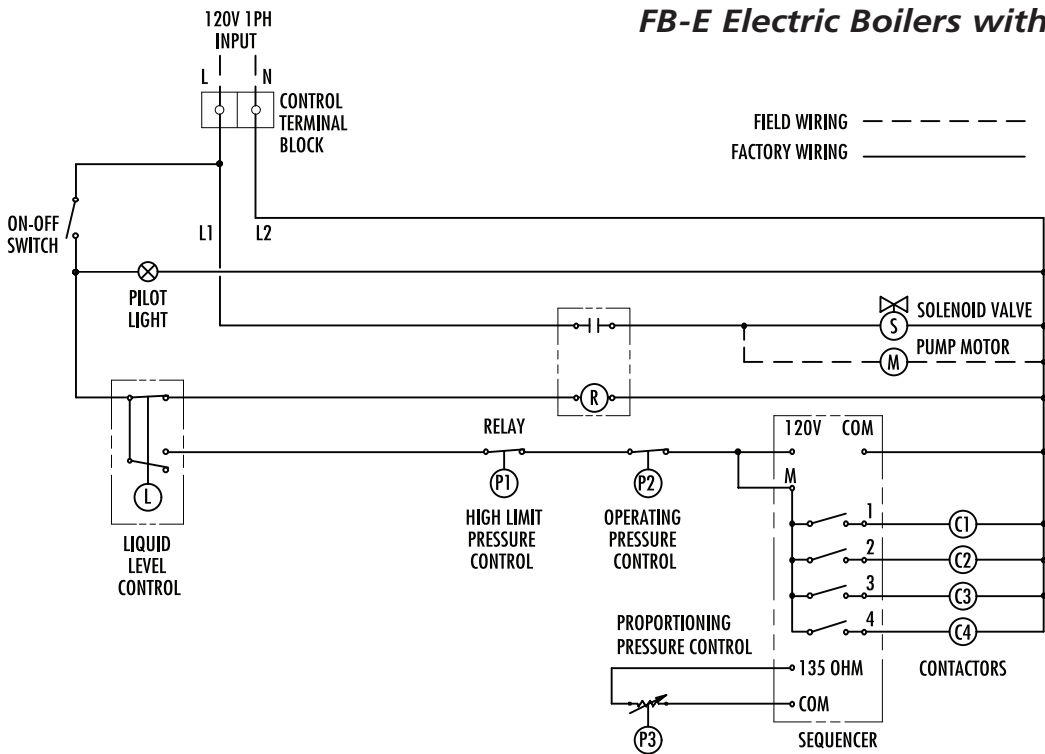 FB-E Electric Boilers with
120V 1PH
INPUT
L
N
CONTROL
TERMINAL
BLOCK
FIELD WIRING
FACTORY WIRING
ON-OFF
SWITCH
L1
L2
PILOT
LIGHT
S
SOLENOID VALVE
M
PUMP MOTOR
R
RELAY
120V
COM
M
L
LIQUID
LEVEL
CONTROL
P1
HIGH LIMIT
PRESSURE
CONTROL
P2
OPERATING
PRESSURE
CONTROL
1
C1
2
C2
3
C3
4
C4
CONTACTORS
PROPORTIONING
PRESSURE CONTROL
135 OHM
COM
P3
SEQUENCER